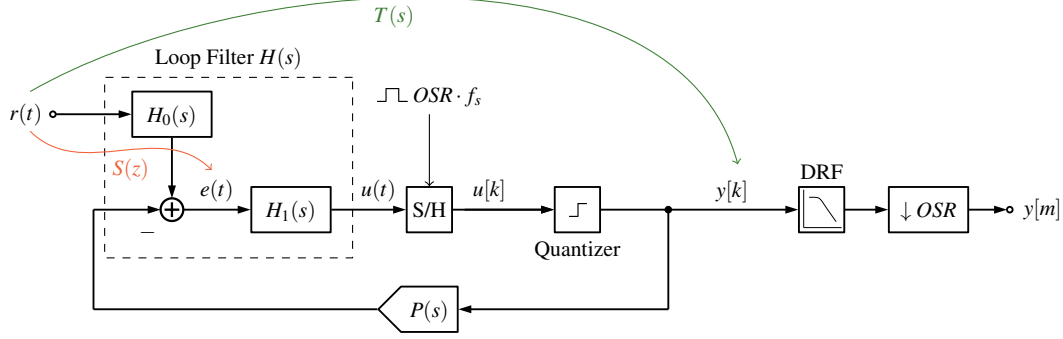 T(s)
Loop Filter H(s)
r(t)
H₀(s)
OSR · fₛ
S(z)
e(t)
H₁(s)
u(t)
S/H
u[k]
Quantizer
y[k]
DRF
↓ OSR
y[m]
+
−
P(s)